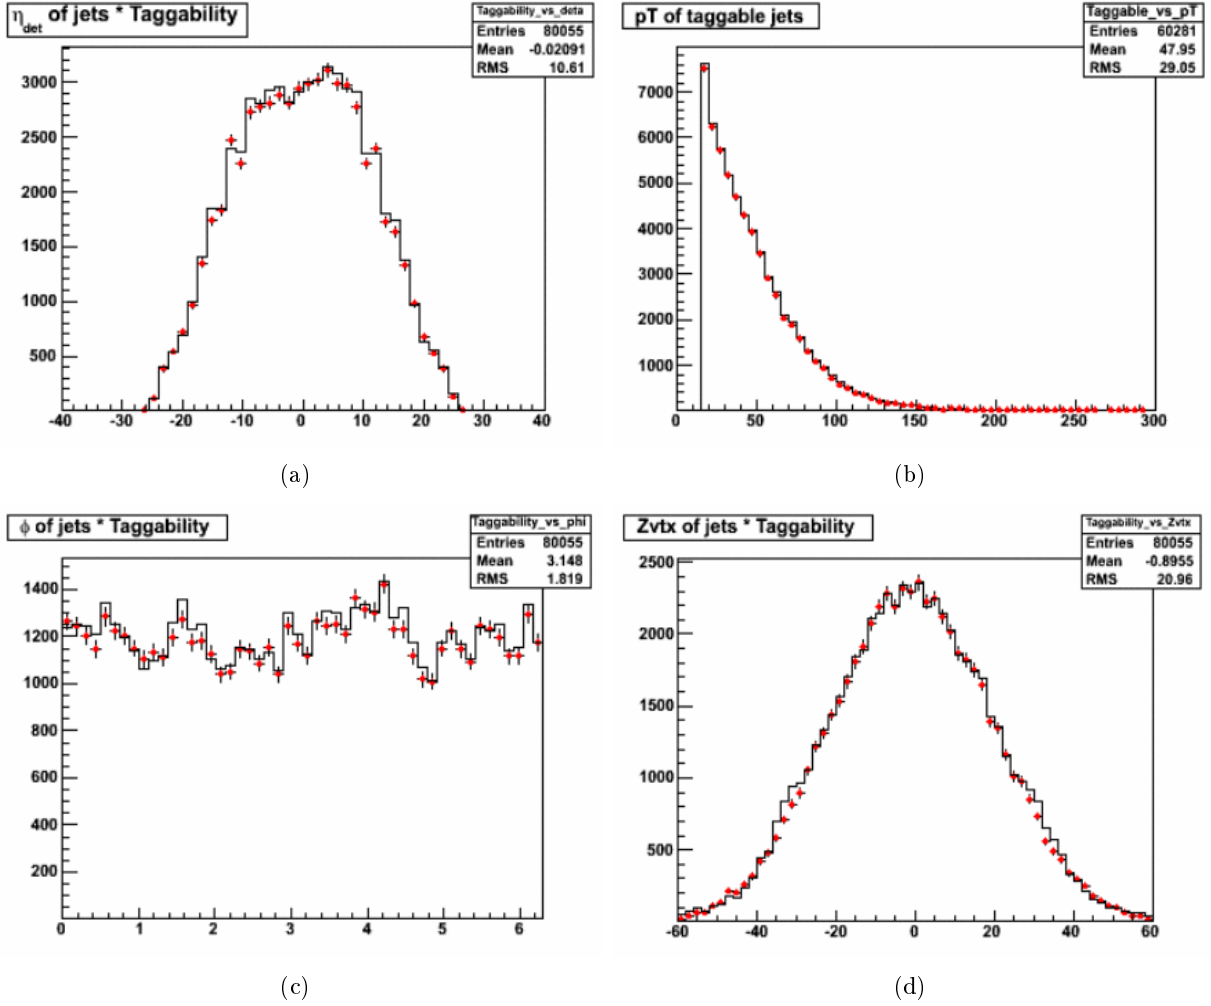 η_det of jets * Taggability
Taggability_vs_deta
Entries 80055
Mean -0.02091
RMS 10.61
3000
2500
2000
1500
1000
500
-40 -30 -20 -10 0 10 20 30 40
(a)
pT of taggable jets
Taggable_vs_pT
Entries 60281
Mean 47.95
RMS 29.05
7000
6000
5000
4000
3000
2000
1000
0 50 100 150 200 250 300
(b)
ϕ of jets * Taggability
Taggability_vs_phi
Entries 80055
Mean 3.148
RMS 1.819
1400
1200
1000
800
600
400
200
0 1 2 3 4 5 6
(c)
Zvtx of jets * Taggability
Taggability_vs_Zvtx
Entries 80055
Mean -0.8955
RMS 20.96
2500
2000
1500
1000
500
-60 -40 -20 0 20 40 60
(d)